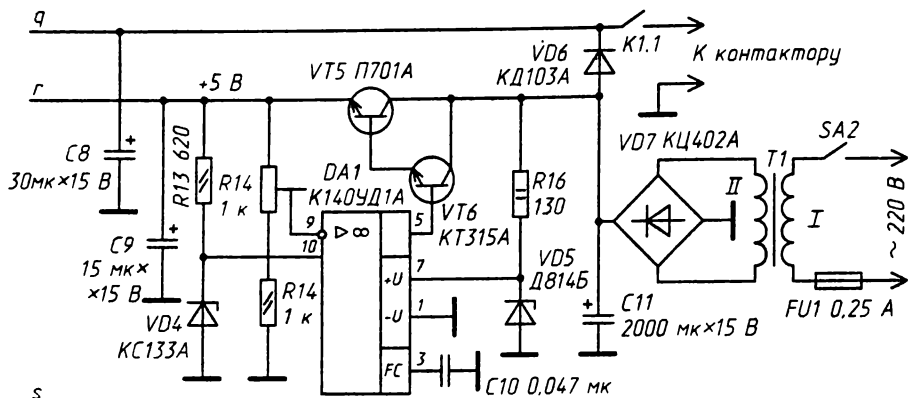 q
К1.1
К контактору
VD6
КД103А
VT5 П701А
r
+5 В
C8
30мк×15 В
R13 620
R14
1 к
DA1
К140УД1А
9
10
▷ ∞
5
VT6
КТ315А
R16
130
VD7 КЦ402А
T1
SA2
II
I
~ 220 В
C9
15 мк×
×15 В
7
+U
VD5
Д814Б
R14
1 к
1
-U
VD4
КС133А
C11
2000 мк×15 В
FU1 0,25 А
3
FC
C10 0,047 мк
s